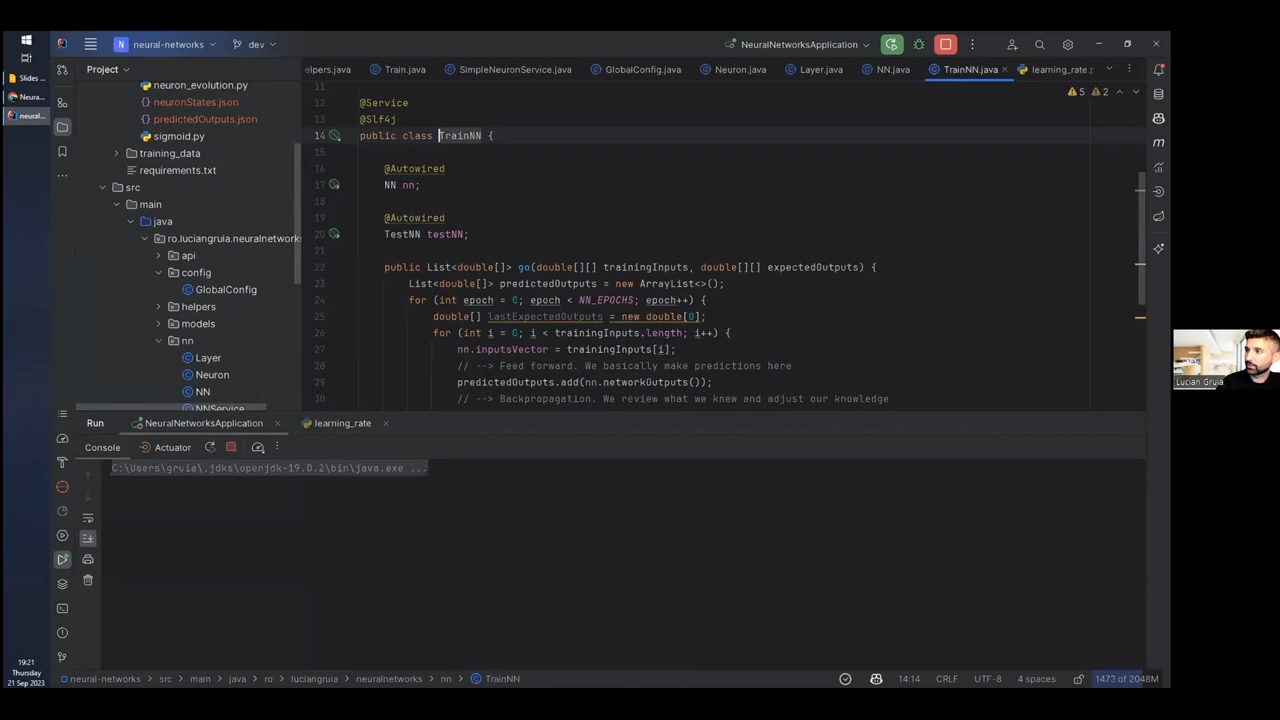 N neural-networks
dev
NeuralNetworksApplication
Slides ...
Neura...
neural...
Project
elpers.java
Train.java
SimpleNeuronService.java
GlobalConfig.java
Neuron.java
Layer.java
NN.java
TrainNN.java
learning_rate.p
neuron_evolution.py
neuronStates.json
predictedOutputs.json
sigmoid.py
training_data
requirements.txt
src
main
java
ro.luciangruia.neuralnetworks
api
config
GlobalConfig
helpers
models
nn
Layer
Neuron
NN
NNService
5 2
11
12 @Service
13 @Slf4j
14 public class TrainNN {
15
16 @Autowired
17 NN nn;
18
19 @Autowired
20 TestNN testNN;
21
22 public List<double[]> go(double[][] trainingInputs, double[][] expectedOutputs) {
23 List<double[]> predictedOutputs = new ArrayList<>();
24 for (int epoch = 0; epoch < NN_EPOCHS; epoch++) {
25 double[] lastExpectedOutputs = new double[0];
26 for (int i = 0; i < trainingInputs.length; i++) {
27 nn.inputsVector = trainingInputs[i];
28 // --> Feed forward. We basically make predictions here
29 predictedOutputs.add(nn.networkOutputs());
30 // --> Backpropagation. We review what we knew and adjust our knowledge
Lucian Gruia
Run
NeuralNetworksApplication
learning_rate
Console
Actuator
C:\Users\gruia\.jdks\openjdk-19.0.2\bin\java.exe ...
19:21
Thursday
21 Sep 2023
neural-networks > src > main > java > ro > luciangruia > neuralnetworks > nn > TrainNN
14:14
CRLF
UTF-8
4 spaces
1473 of 2048M